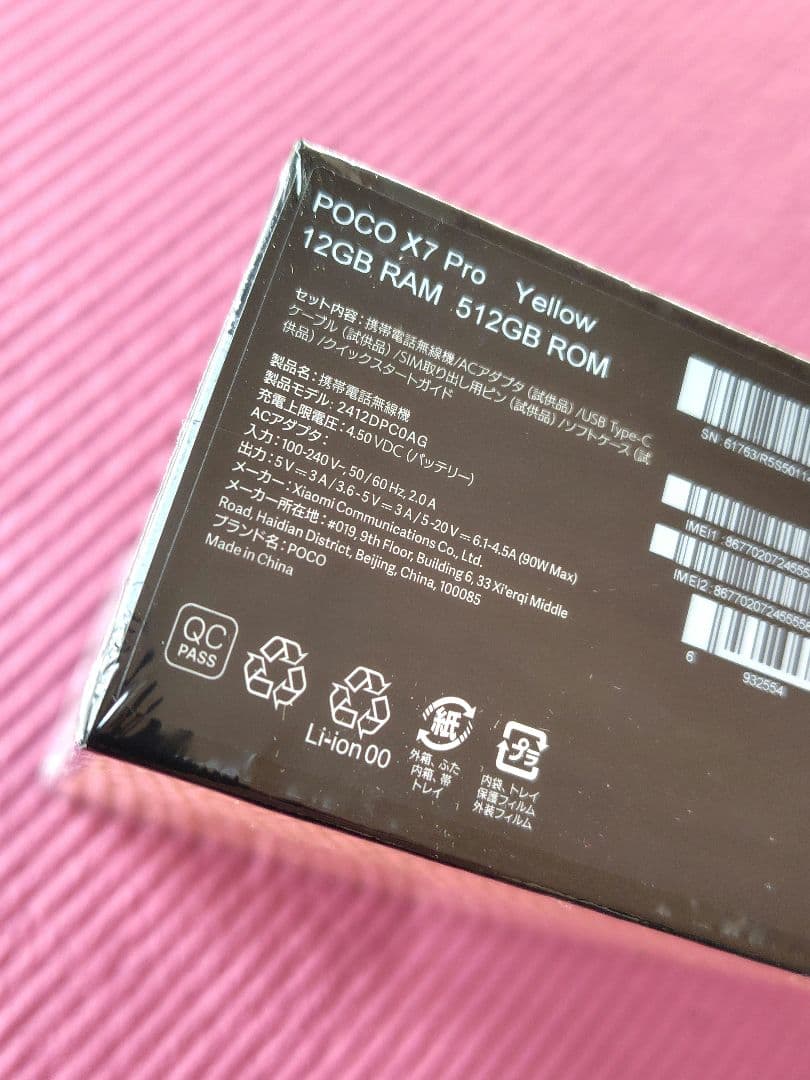 POCO X7 Pro Yellow
12GB RAM 512GB ROM
セット内容：携帯電話無線機/ACアダプタ（試供品）/USB Type-C
ケーブル（試供品）/SIM取り出し用ピン（試供品）/ソフトケース（試
供品）/クイックスタートガイド
製品名：携帯電話無線機
製品モデル：2412DPC0AG
充電上限電圧：4.50 VDC（バッテリー）
ACアダプタ：
入力：100-240 V~, 50 / 60 Hz, 2.0 A
出力：5 V = 3 A / 3.6-5 V = 3 A / 5-20 V = 6.1-4.5A (90W Max)
メーカー：Xiaomi Communications Co., Ltd.
メーカー所在地：#019, 9th Floor, Building 6, 33 Xi'erqi Middle
Road, Haidian District, Beijing, China, 100085
ブランド名：POCO
Made in China
QC
PASS
Li-ion 00
紙
外箱、ふた
内箱、帯
トレイ
プラ
内袋、トレイ
保護フィルム
外装フィルム
SN:
IMEI1:
IMEI2:
6
932554